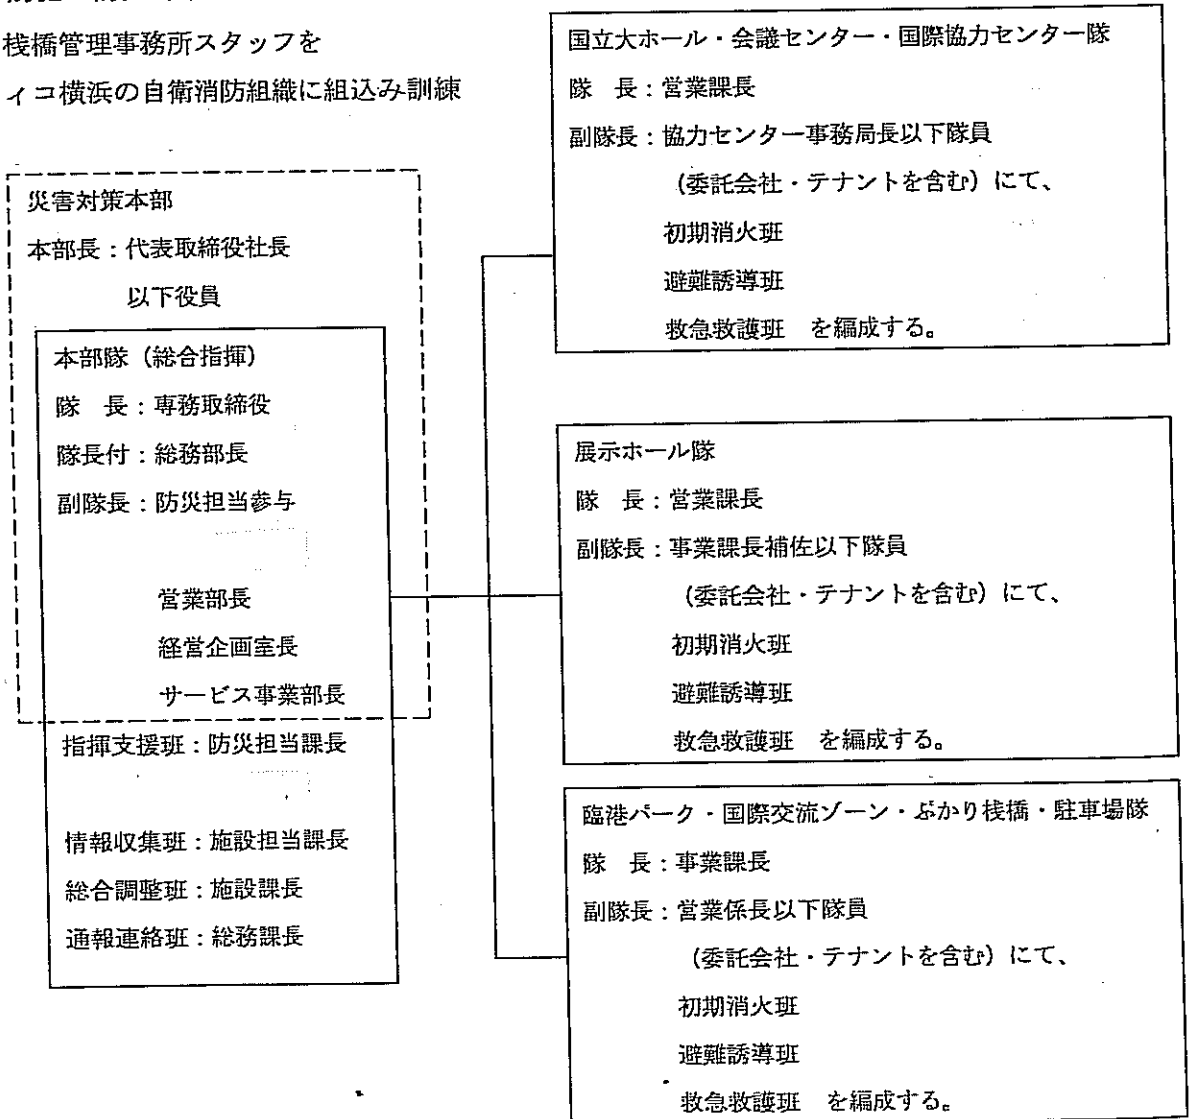 桟橋管理事務所スタッフを
ィコ横浜の自衛消防組織に組込み訓練
災害対策本部
本部長：代表取締役社長
以下役員
本部隊（総合指揮）
隊　長：専務取締役
隊長付：総務部長
副隊長：防災担当参与
営業部長
経営企画室長
サービス事業部長
指揮支援班：防災担当課長
情報収集班：施設担当課長
総合調整班：施設課長
通報連絡班：総務課長
国立大ホール・会議センター・国際協力センター隊
隊　長：営業課長
副隊長：協力センター事務局長以下隊員
（委託会社・テナントを含む）にて、
初期消火班
避難誘導班
救急救護班　を編成する。
展示ホール隊
隊　長：営業課長
副隊長：事業課長補佐以下隊員
（委託会社・テナントを含む）にて、
初期消火班
避難誘導班
救急救護班　を編成する。
臨港パーク・国際交流ゾーン・ぷかり桟橋・駐車場隊
隊　長：事業課長
副隊長：営業係長以下隊員
（委託会社・テナントを含む）にて、
初期消火班
避難誘導班
救急救護班　を編成する。